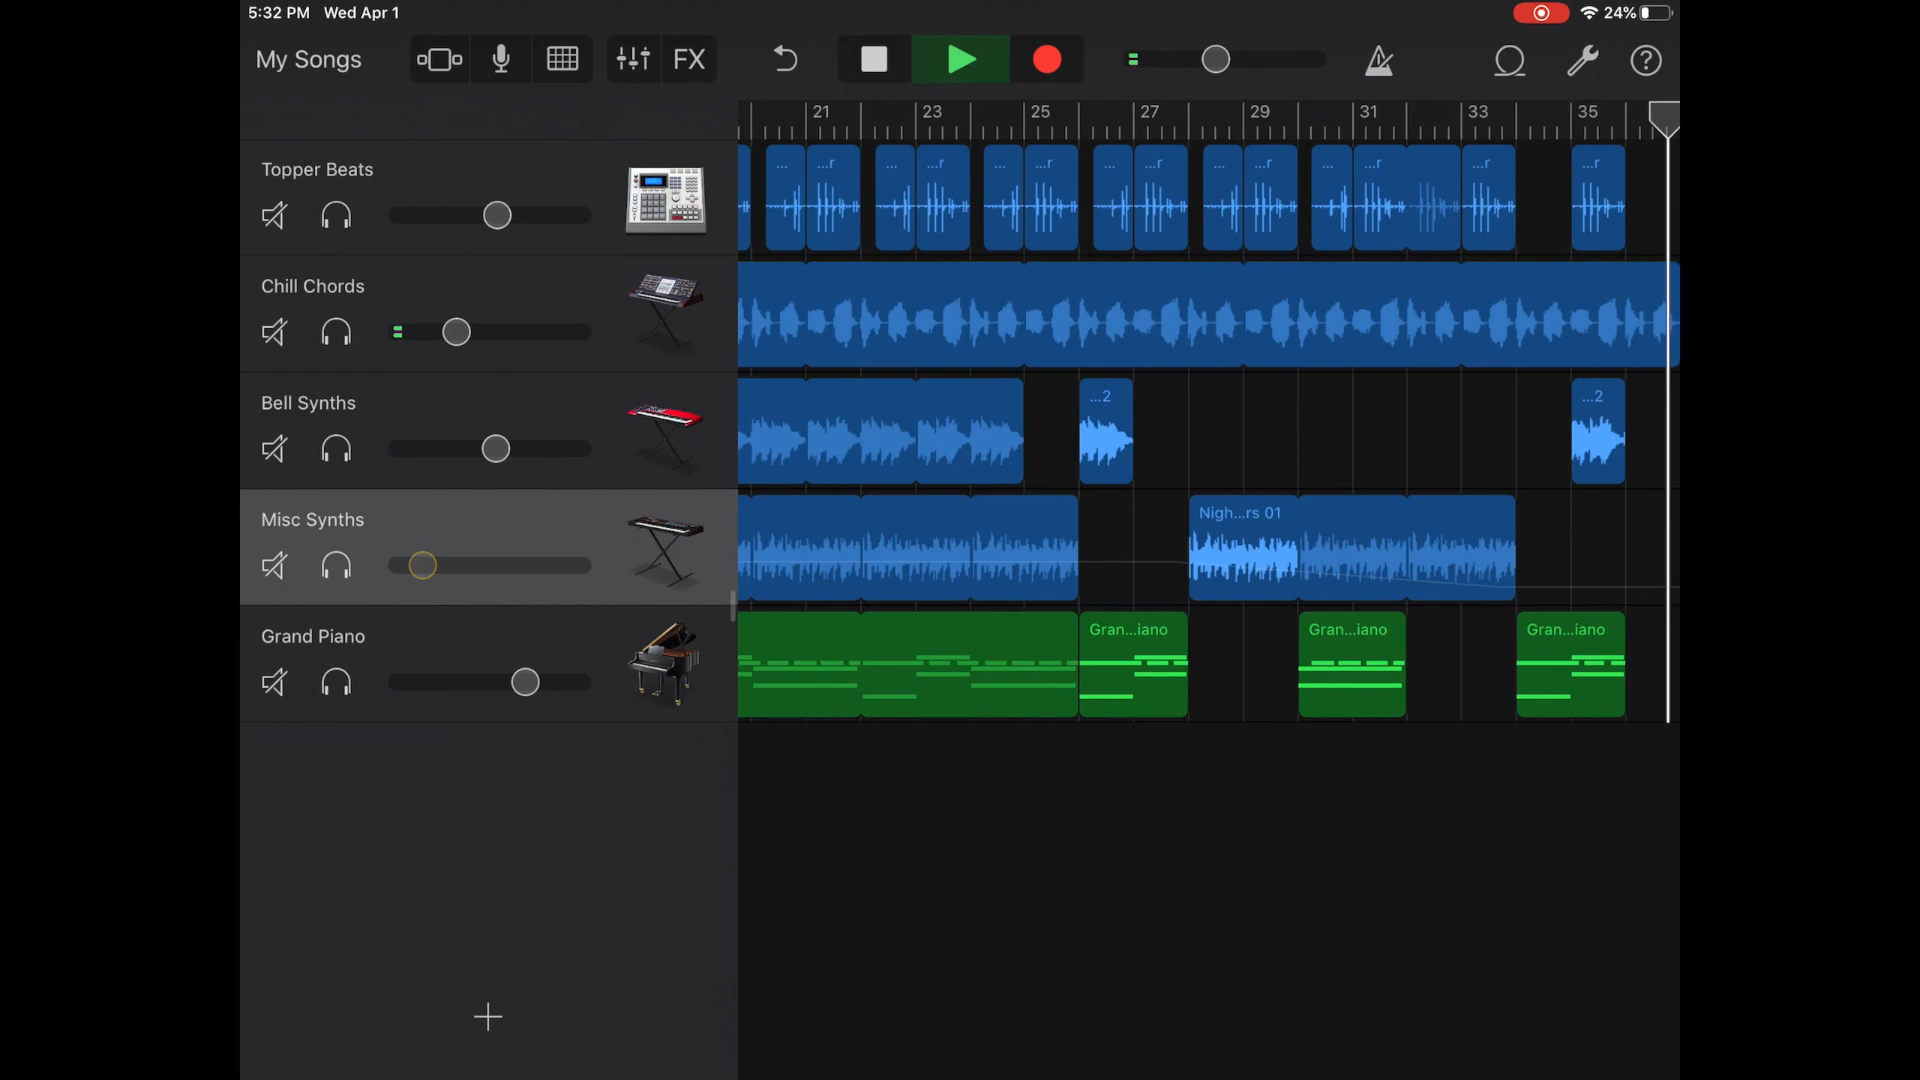 5:32 PM Wed Apr 1
24%
My Songs
FX
21 23 25 27 29 31 33 35
Topper Beats
... ...r ... ...r ... ...r ... ...r ... ...r ... ...r ...r ...r
Chill Chords
Bell Synths
...2 ...2
Misc Synths
Nigh...rs 01
Grand Piano
Gran...iano Gran...iano Gran...iano